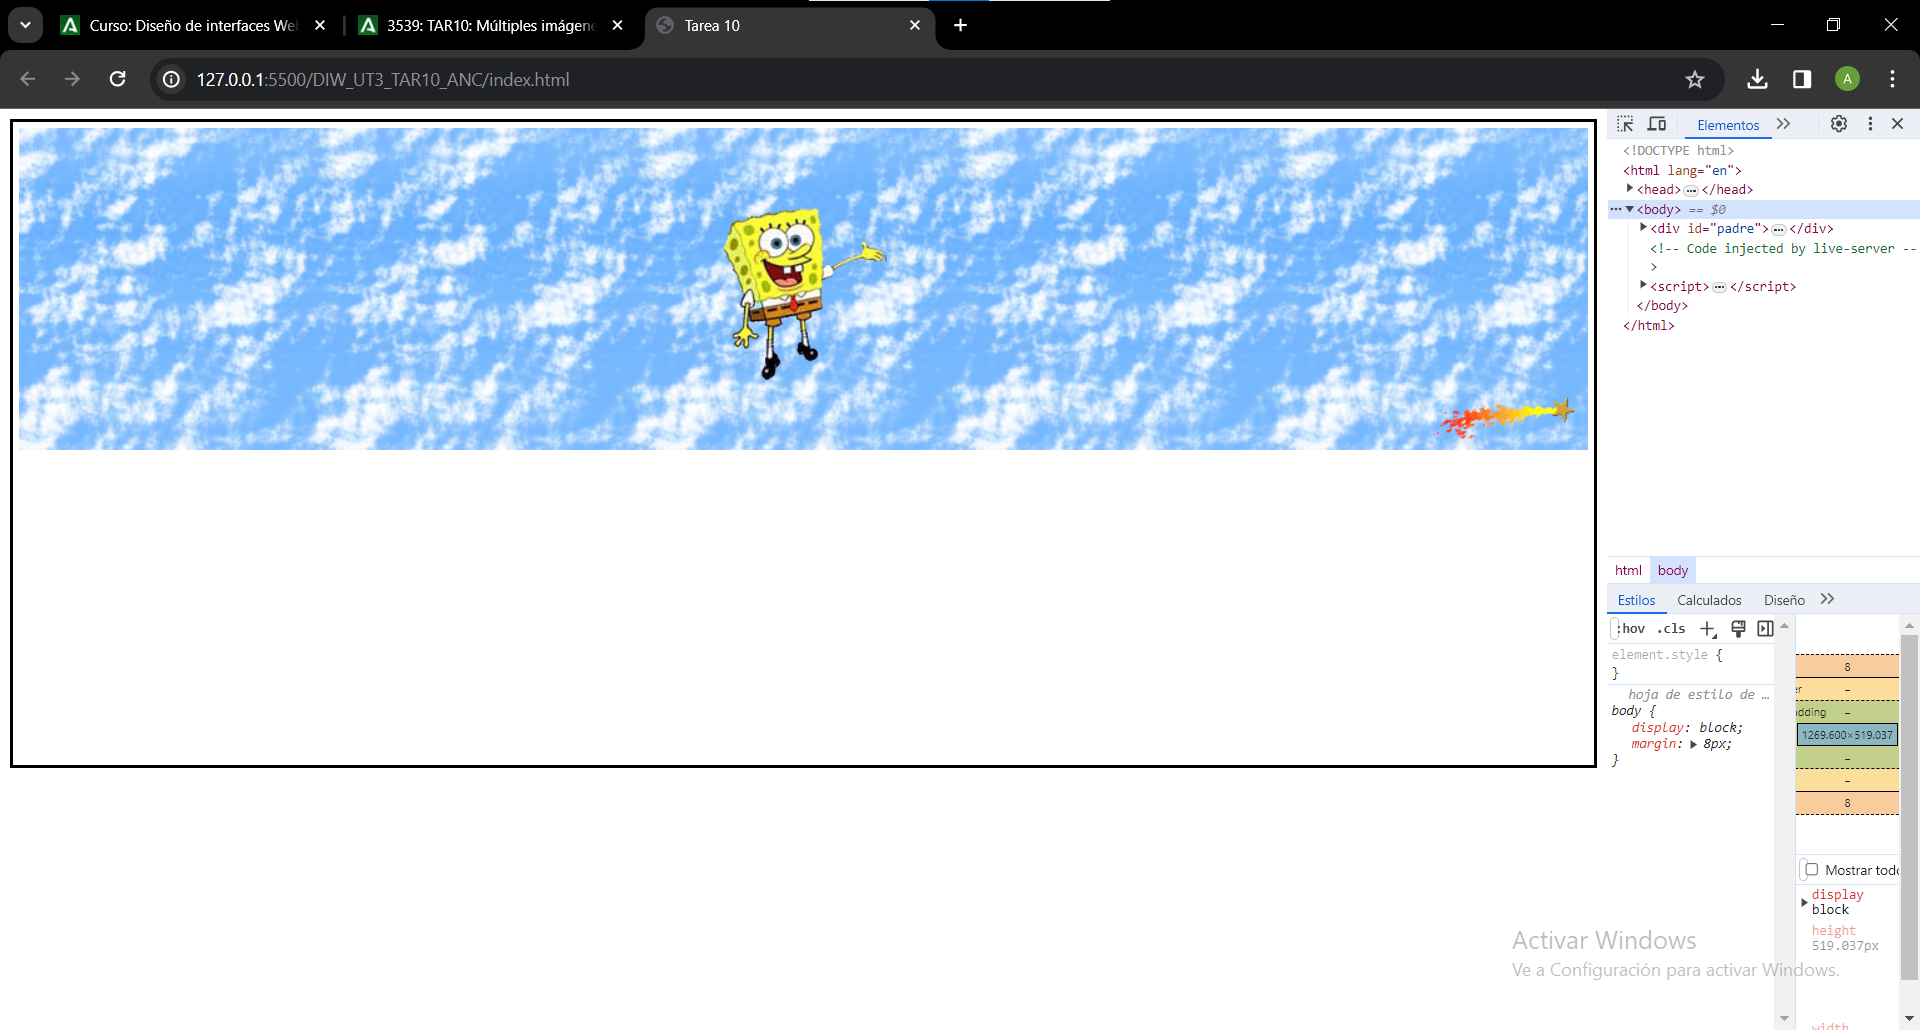 Curso: Diseño de interfaces We
3539: TAR10: Múltiples imágene
Tarea 10
127.0.0.1:5500/DIW_UT3_TAR10_ANC/index.html
A
Elementos
<!DOCTYPE html>
<html lang="en">
<head>…</head>
<body> == $0
<div id="padre">…</div>
<!-- Code injected by live-server --
>
<script>…</script>
</body>
</html>
html body
Estilos Calculados Diseño
:hov .cls
element.style {
}
hoja de estilo de …
body {
display: block;
margin: 8px;
}
8
er –
adding –
1269.600×519.037
–
–
8
Mostrar todo
display
block
height
519.037px
width
Activar Windows
Ve a Configuración para activar Windows.